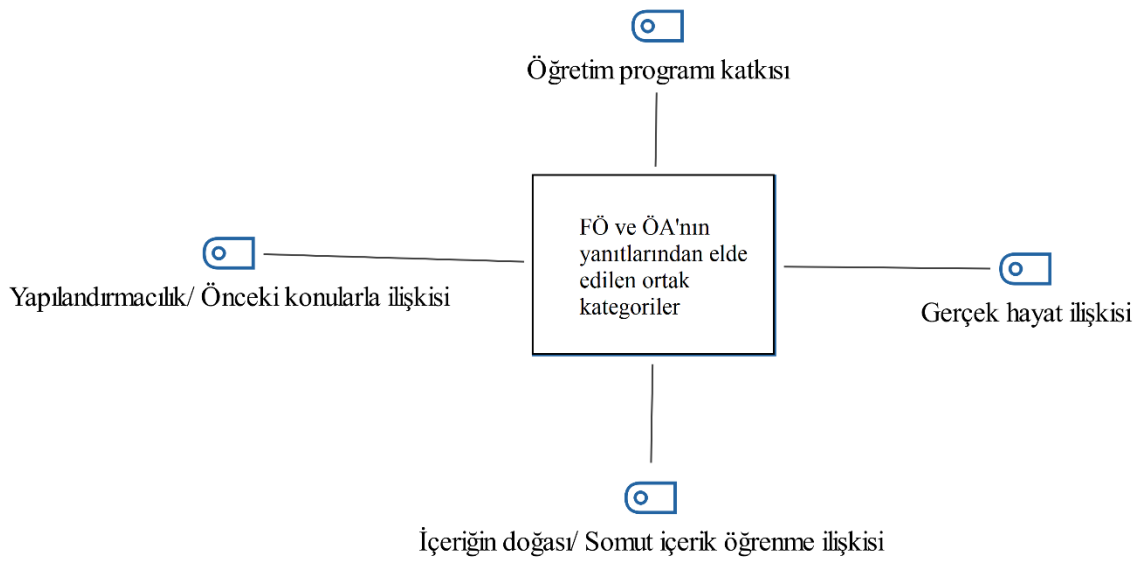 Öğretim programı katkısı
FÖ ve ÖA'nın
yanıtlarından elde
edilen ortak
kategoriler
Yapılandırmacılık/ Önceki konularla ilişkisi
Gerçek hayat ilişkisi
İçeriğin doğası/ Somut içerik öğrenme ilişkisi